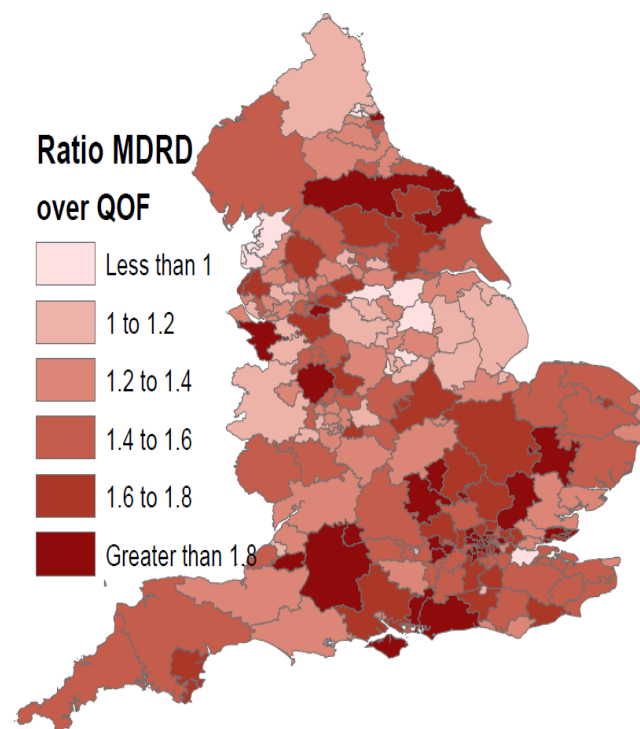 Ratio MDRD
over QOF
Less than 1
1 to 1.2
1.2 to 1.4
1.4 to 1.6
1.6 to 1.8
Greater than 1.8